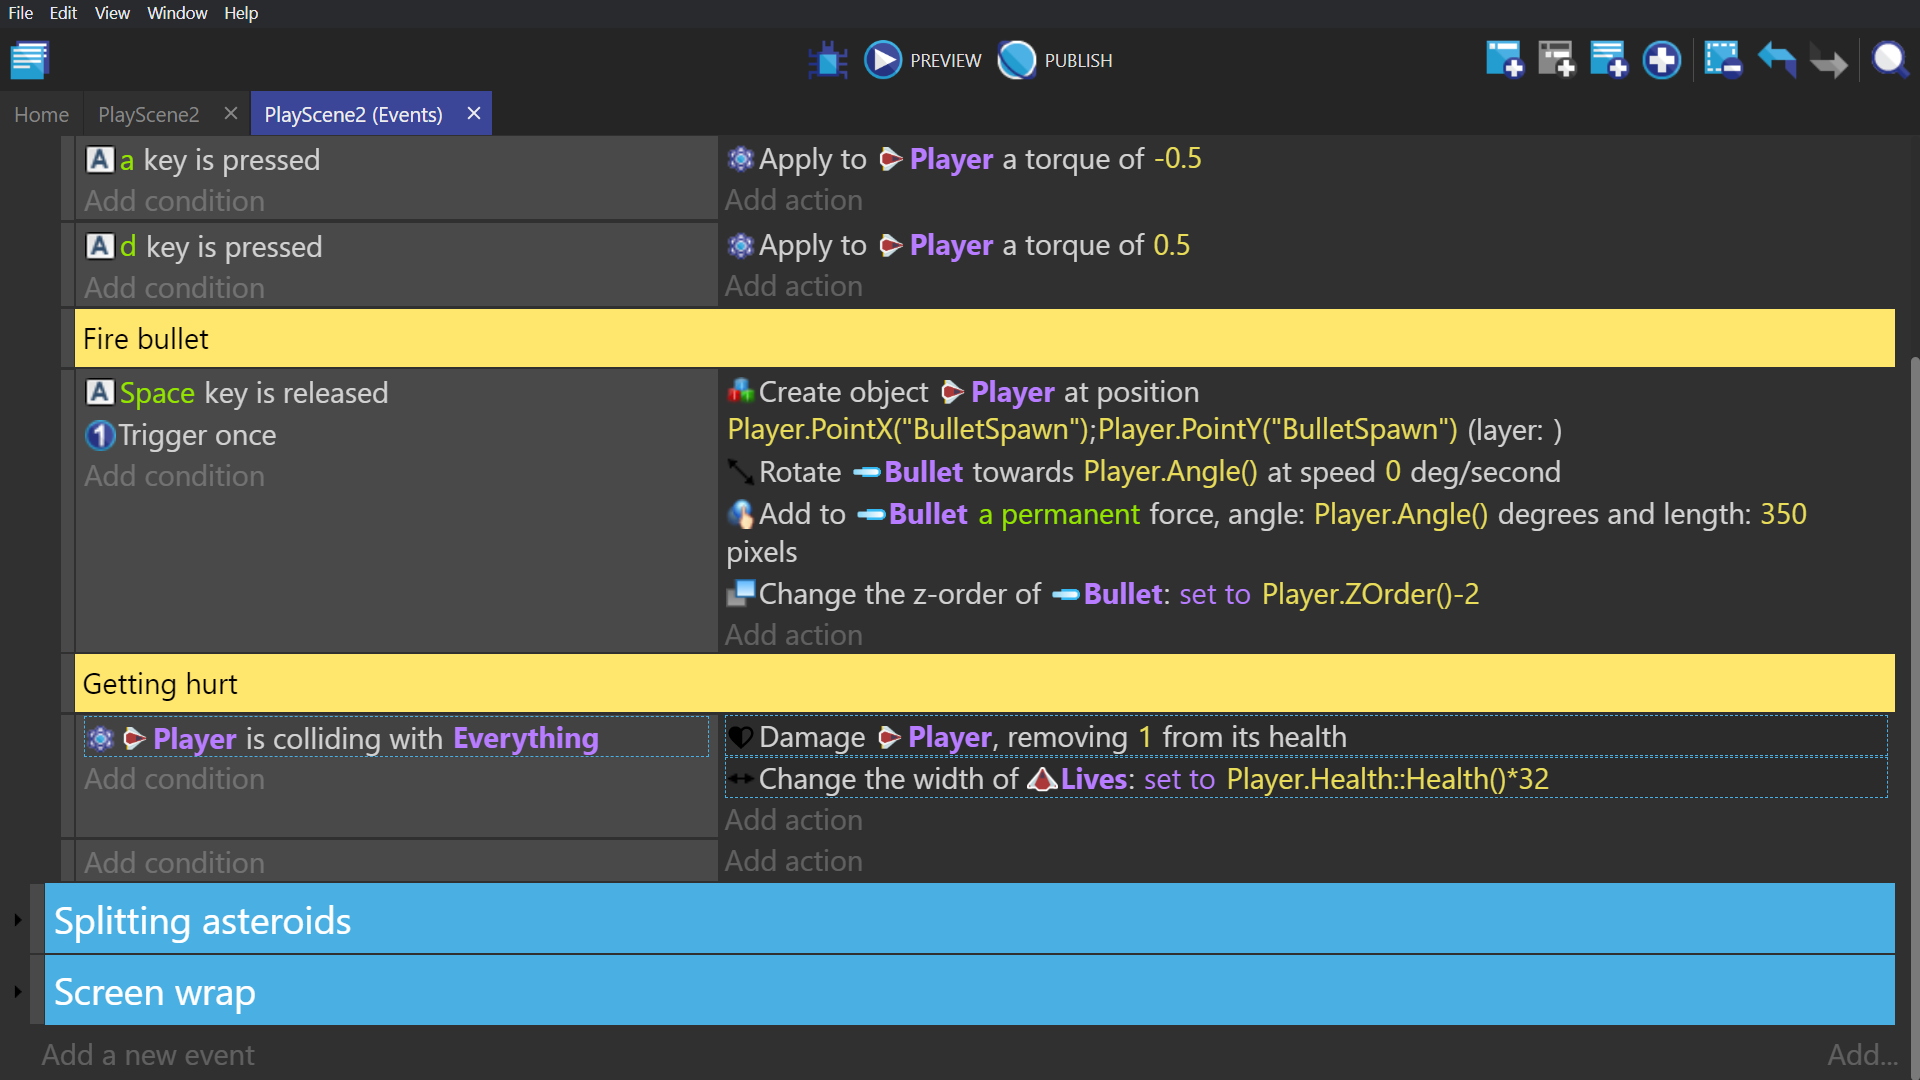 File Edit View Window Help
PREVIEW PUBLISH
Home PlayScene2 PlayScene2 (Events)
a key is pressed
Add condition
Apply to Player a torque of -0.5
Add action
d key is pressed
Add condition
Apply to Player a torque of 0.5
Add action
Fire bullet
Space key is released
Trigger once
Add condition
Create object Player at position
Player.PointX("BulletSpawn");Player.PointY("BulletSpawn") (layer: )
Rotate Bullet towards Player.Angle() at speed 0 deg/second
Add to Bullet a permanent force, angle: Player.Angle() degrees and length: 350
pixels
Change the z-order of Bullet: set to Player.ZOrder()-2
Add action
Getting hurt
Player is colliding with Everything
Add condition
Damage Player, removing 1 from its health
Change the width of Lives: set to Player.Health::Health()*32
Add action
Add condition
Add action
Splitting asteroids
Screen wrap
Add a new event
Add...